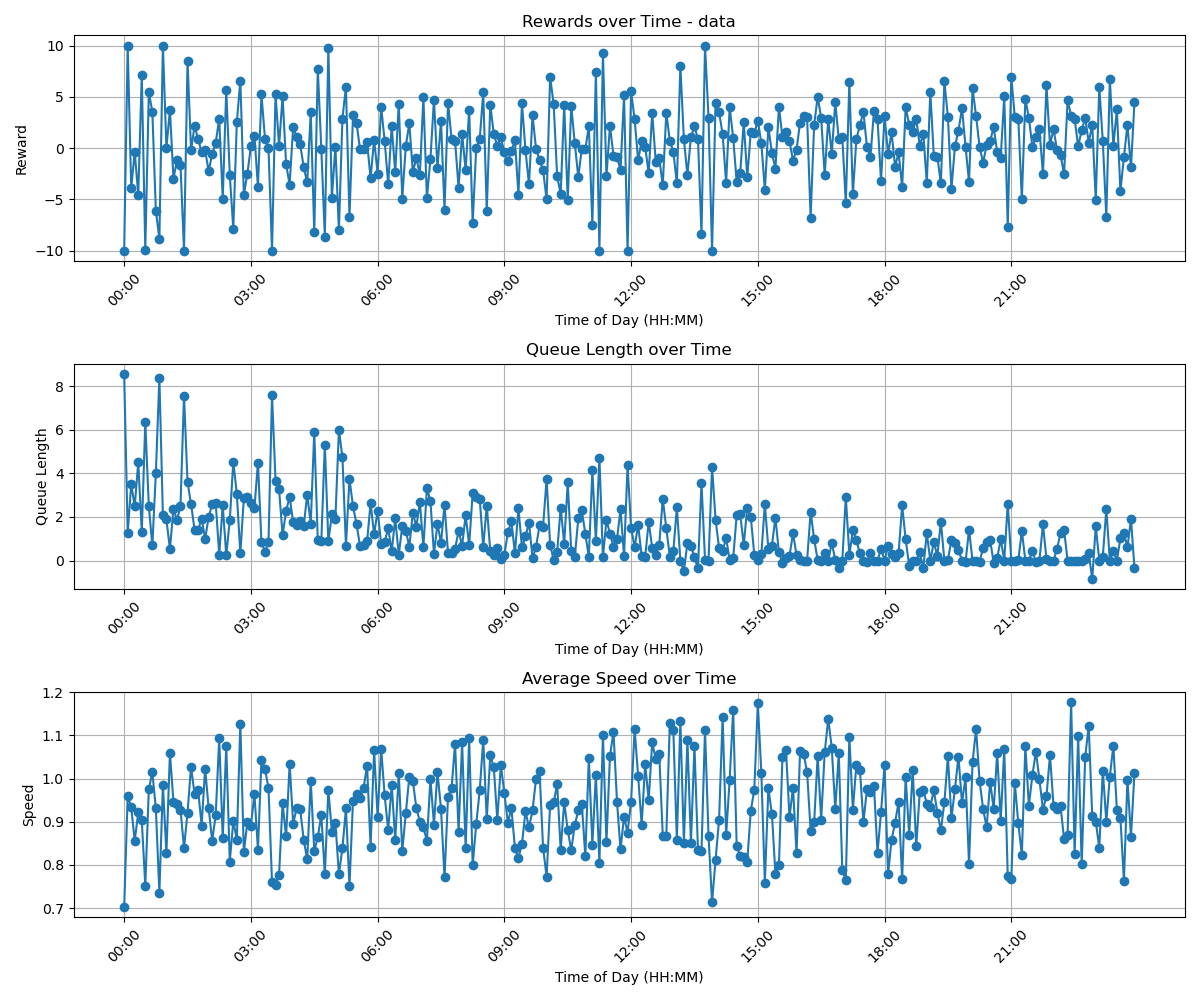 Rewards over Time - data
Reward
10
5
0
−5
−10
00:00 03:00 06:00 09:00 12:00 15:00 18:00 21:00
Time of Day (HH:MM)
Queue Length over Time
Queue Length
8
6
4
2
0
00:00 03:00 06:00 09:00 12:00 15:00 18:00 21:00
Time of Day (HH:MM)
Average Speed over Time
Speed
1.2
1.1
1.0
0.9
0.8
0.7
00:00 03:00 06:00 09:00 12:00 15:00 18:00 21:00
Time of Day (HH:MM)